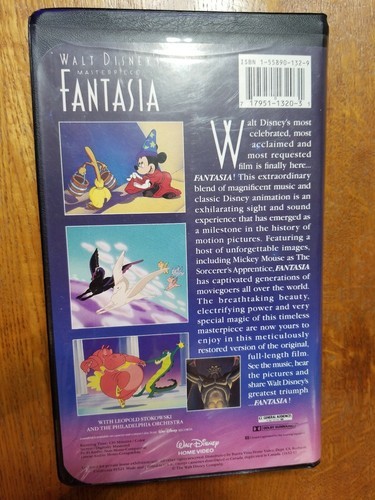 WALT DISNEY'S
MASTERPIECE
FANTASIA
ISBN 1-55890-132-9
7 17951-1320-3
Walt Disney's most
celebrated, most
acclaimed and
most requested
film is finally here...
FANTASIA! This extraordinary
blend of magnificent music and
classic Disney animation is an
exhilarating sight and sound
experience that has emerged as
a milestone in the history of
motion pictures. Featuring a
host of unforgettable images,
including Mickey Mouse as The
Sorcerer's Apprentice, FANTASIA
has captivated generations of
moviegoers all over the world.
The breathtaking beauty,
electrifying power and very
special magic of this timeless
masterpiece are now yours to
enjoy in this meticulously
restored version of the original,
full-length film.
See the music, hear
the pictures and
share Walt Disney's
greatest triumph
...FANTASIA!
WITH LEOPOLD STOKOWSKI
AND THE PHILADELPHIA ORCHESTRA
WALT DISNEY
HOME VIDEO
© The Walt Disney Company